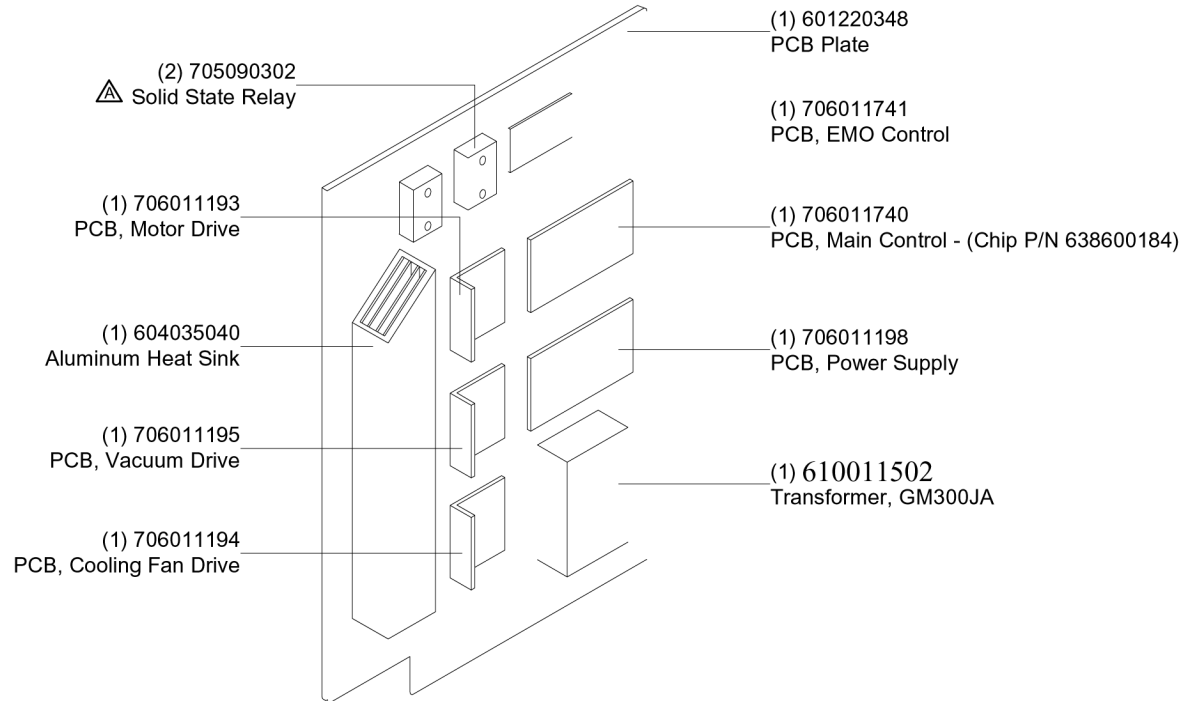 (1) 601220348
PCB Plate
(2) 705090302
A Solid State Relay
(1) 706011741
PCB, EMO Control
(1) 706011193
PCB, Motor Drive
(1) 706011740
PCB, Main Control - (Chip P/N 638600184)
(1) 604035040
Aluminum Heat Sink
(1) 706011198
PCB, Power Supply
(1) 706011195
PCB, Vacuum Drive
(1) 610011502
Transformer, GM300JA
(1) 706011194
PCB, Cooling Fan Drive